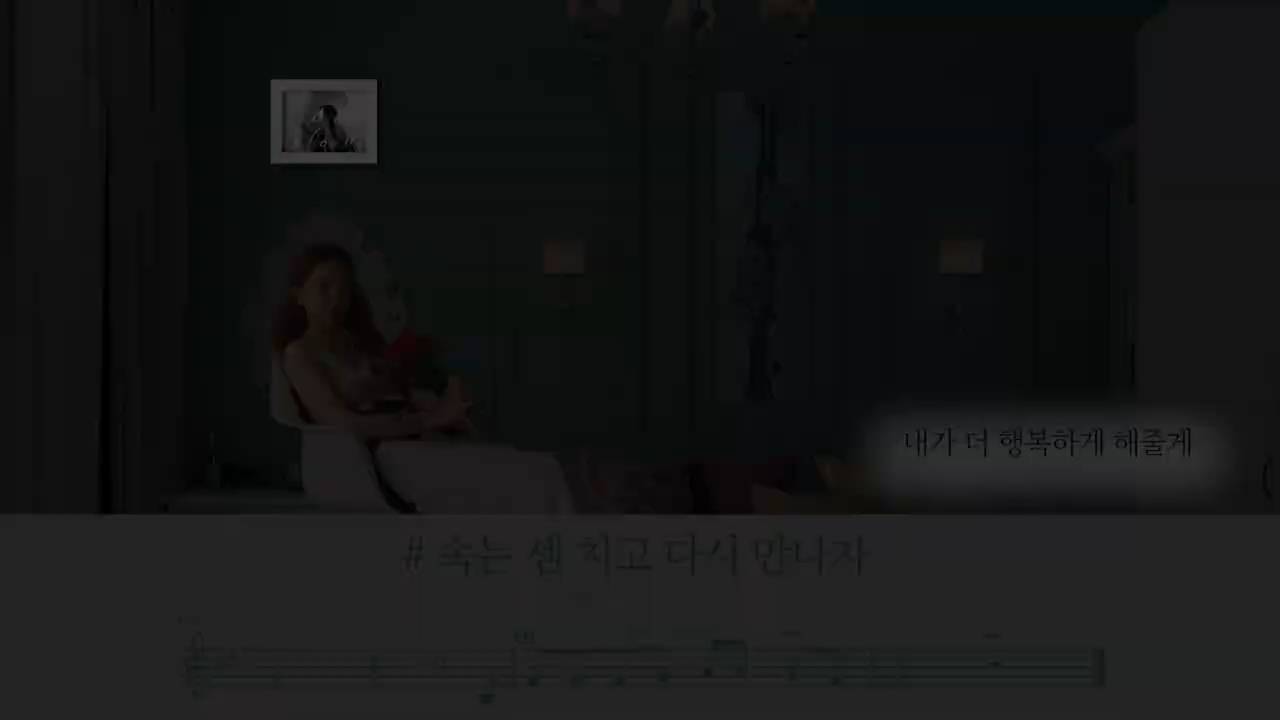 내가 더 행복하게 해줄게
# 속는 셈 치고 다시 만나자